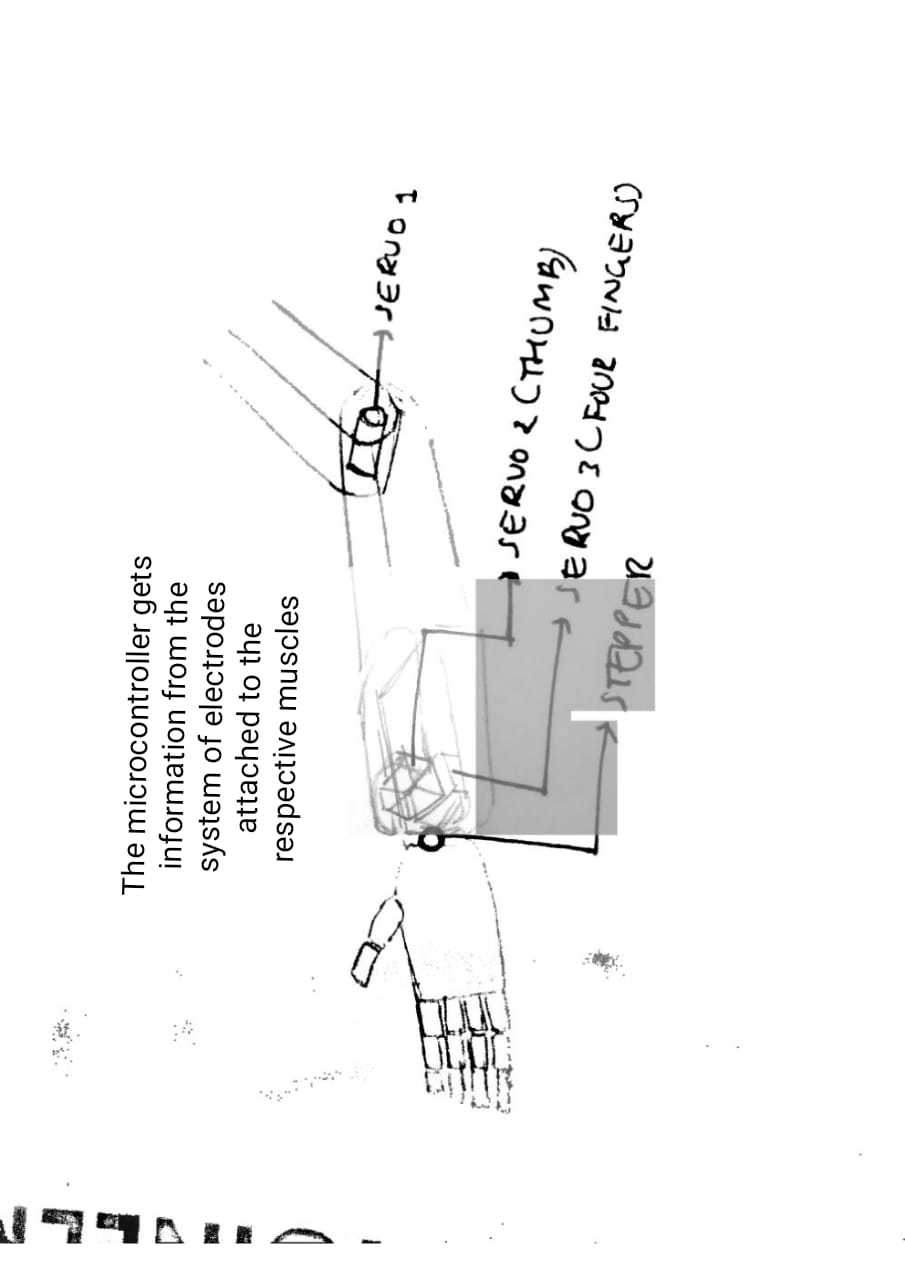 The microcontroller gets
information from the
system of electrodes
attached to the
respective muscles
SERVO 1
SERVO 2 (THUMB)
SERVO 3 (FOUR FINGERS)
STEPPER